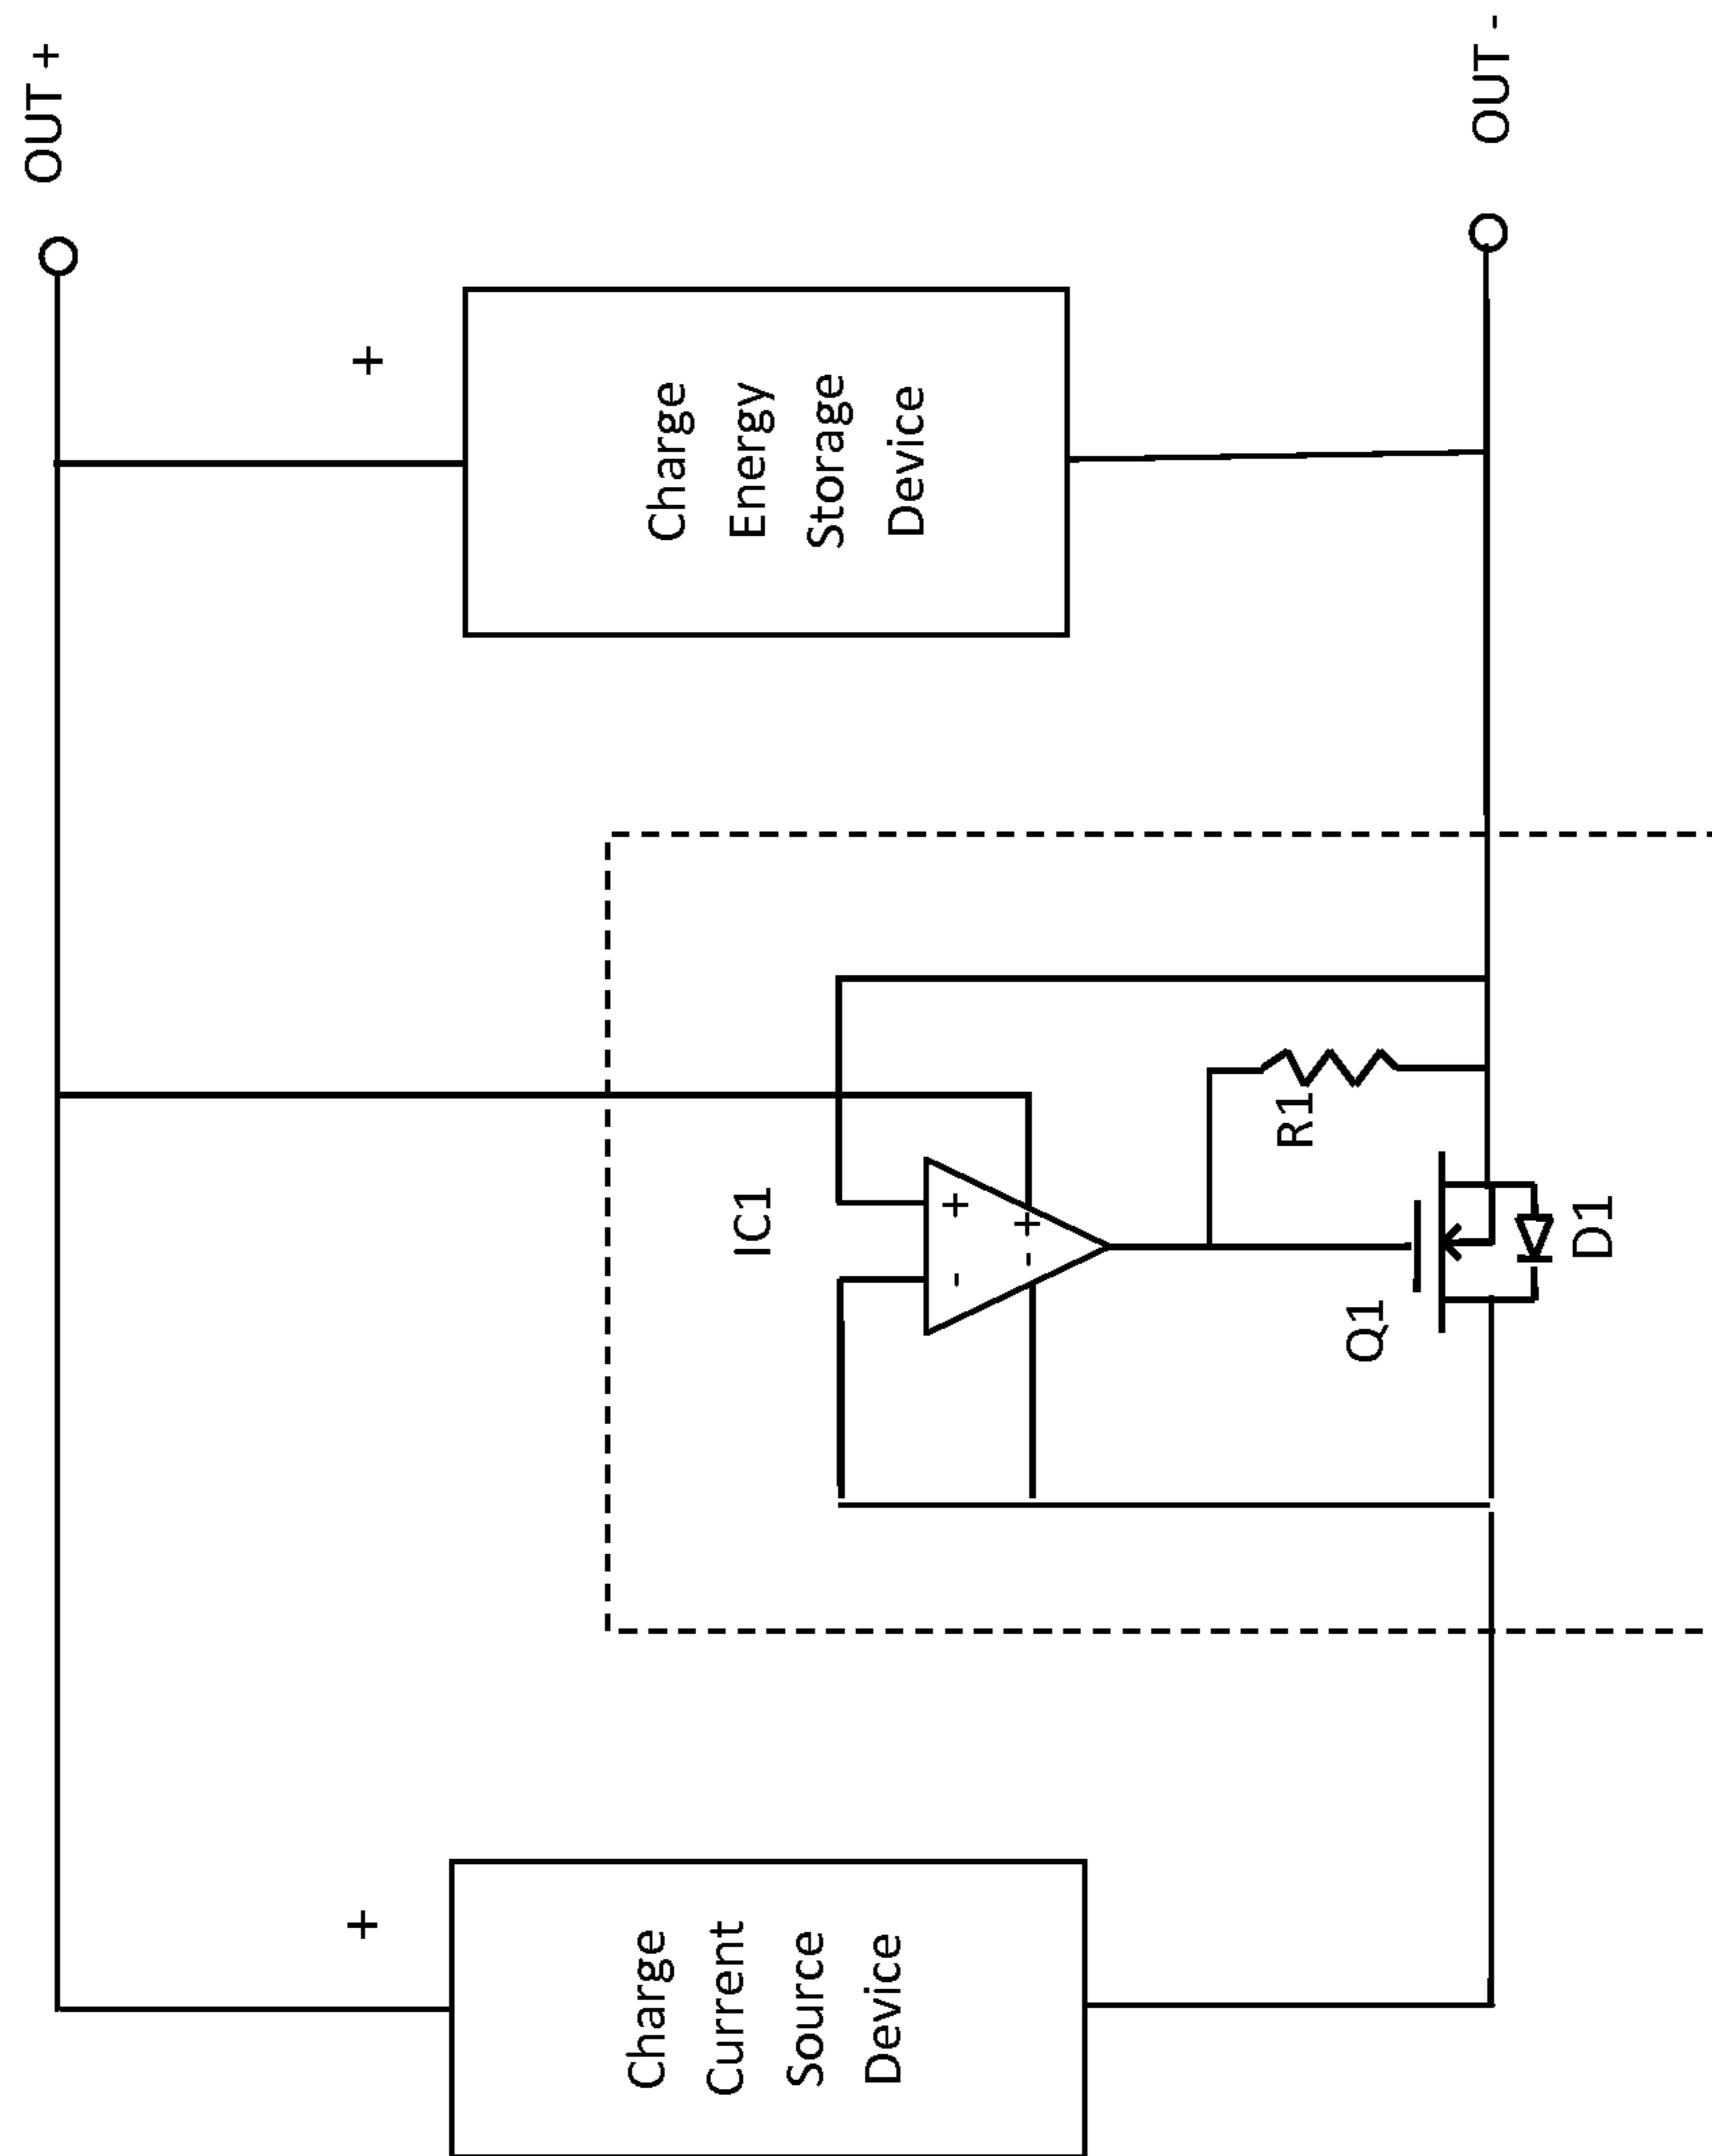 OUT +
+
Charge
Current
Source
Device
IC1
-
+
-
+
Q1
R1
D1
+
Charge
Energy
Storage
Device
OUT -